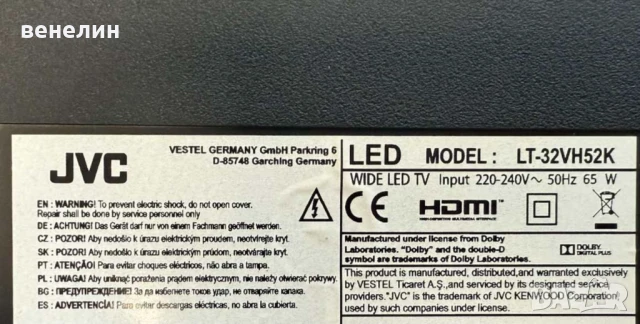 венелин
JVC
VESTEL GERMANY GmbH Parkring 6
D-85748 Garching Germany
EN : WARNING! To prevent electric shock, do not open cover.
Repair shall be done by service personnel only
DE : ACHTUNG! Das Gerät darf nur von einem Fachmann geöffnet werden.
CZ : POZOR! Aby nedošlo k úrazu elektrickým proudem, neotvírejte kryt.
SK : POZOR! Aby nedošlo k úrazu elektrickým prúdom, neotvárajte kryt.
PT : ATENÇÃO! Para evitar choques eléctricos, não abra a tampa.
PL : UWAGA! Aby uniknąć porażenia prądem elektrycznym, nie należy otwierać pokrywy.
BG : ПРЕДУПРЕЖДЕНИЕ! За да избегнете токов удар, не отваряйте капака.
ES : ADVERTENCIA! Para evitar descargas eléctricas, no abra la cubierta.
LED MODEL : LT-32VH52K
WIDE LED TV Input 220-240V~ 50Hz 65 W
CE HDMI
HIGH-DEFINITION MULTIMEDIA INTERFACE
Manufactured under license from Dolby
Laboratories. "Dolby" and the double-D
symbol are trademarks of Dolby Laboratories.
DOLBY
DIGITAL PLUS
This product is manufactured, distributed,and warranted exclusively
by VESTEL Ticaret A.Ş.,and serviced by its designated service
providers."JVC" is the trademark of JVC KENWOOD Corporation,
used by such companies under license.